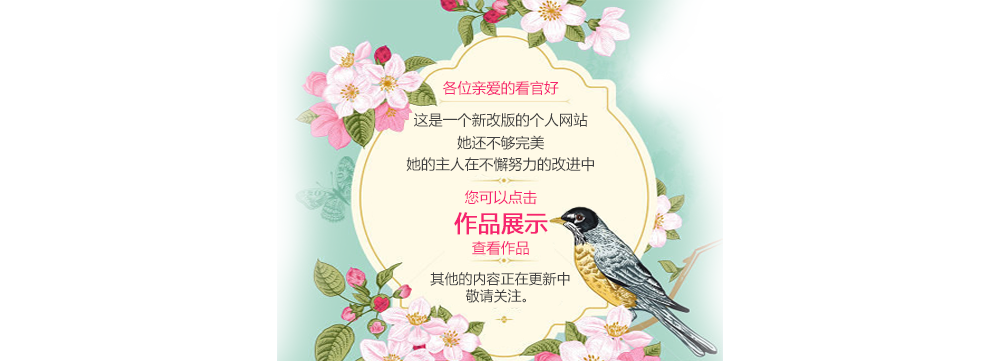 各位亲爱的看官好
这是一个新改版的个人网站
她还不够完美
她的主人在不懈努力的改进中
您可以点击
作品展示
查看作品
其他的内容正在更新中
敬请关注。